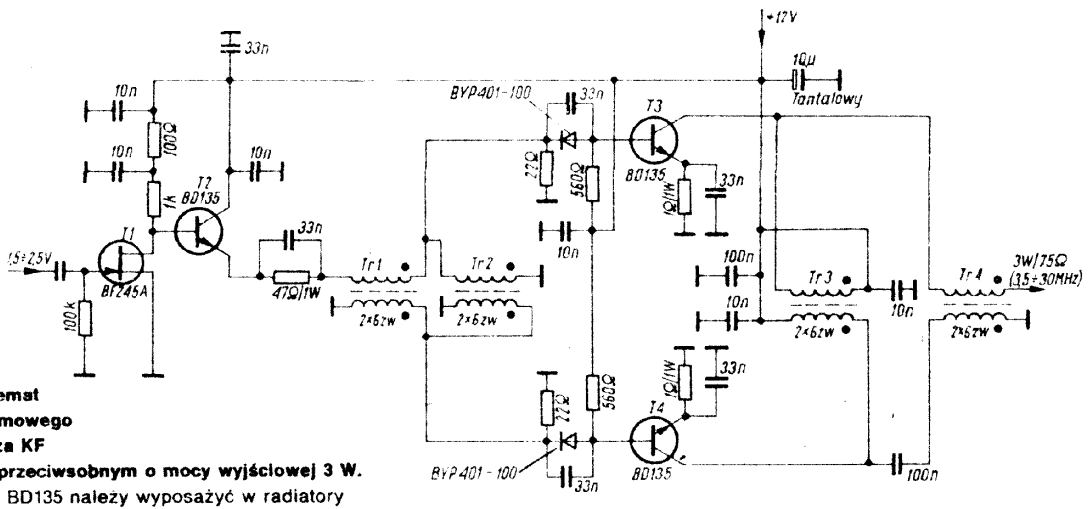 +12V
33n
10µ
Tantalowy
10n
100Ω
10n
1k
T2
BD135
10n
BYP401-100
33n
T3
BD135
22Ω
560Ω
1Ω/1W
33n
T1
BF245A
1,5÷2,5V
100k
33n
47Ω/1W
Tr1
2×6zw
Tr2
2×6zw
10n
100n
10n
Tr3
2×6zw
10n
Tr4
2×6zw
3W/75Ω
(3,5÷30MHz)
22Ω
560Ω
1Ω/1W
33n
T4
BD135
BYP401-100
33n
100n
emat
mowego
za KF
przeciwsobnym o mocy wyjściowej 3 W.
BD135 należy wyposażyć w radiatory